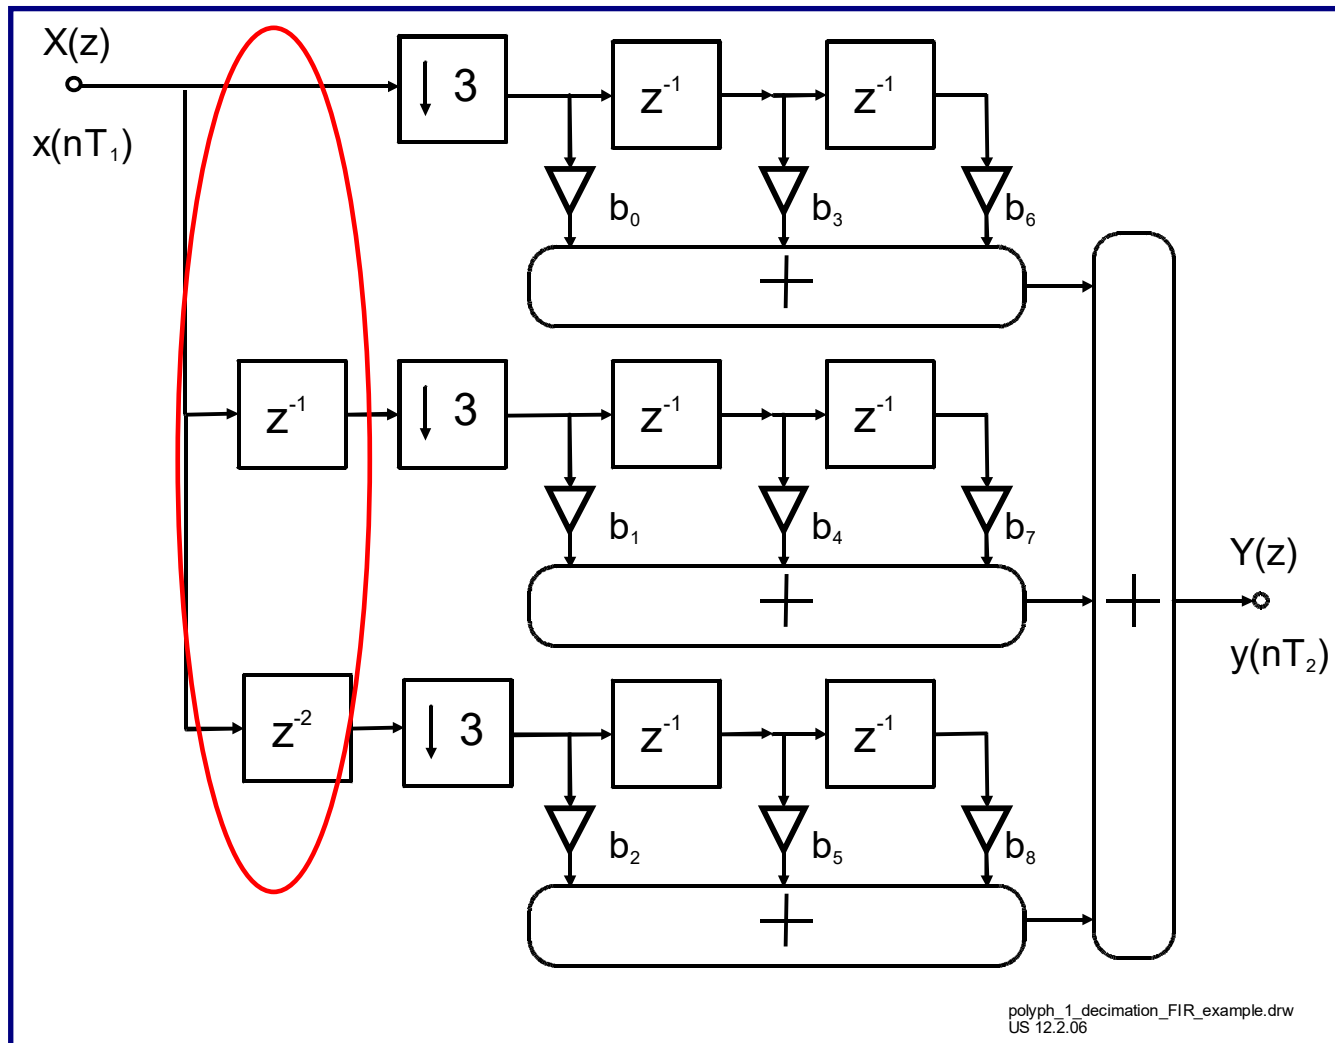 X(z)
x(nT₁)
↓ 3
z⁻¹
z⁻¹
b₀
b₃
b₆
+
z⁻¹
↓ 3
z⁻¹
z⁻¹
b₁
b₄
b₇
+
+
Y(z)
y(nT₂)
z⁻²
↓ 3
z⁻¹
z⁻¹
b₂
b₅
b₈
+
polyph_1_decimation_FIR_example.drw
US 12.2.06